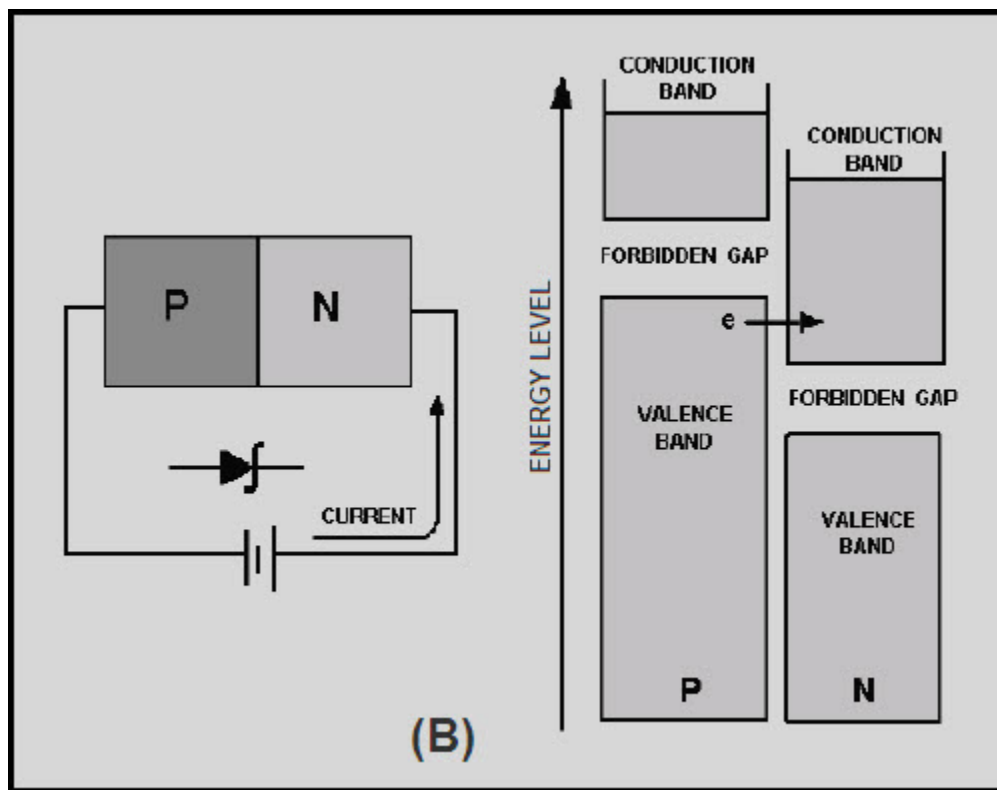 P
N
CURRENT
(B)
ENERGY LEVEL
CONDUCTION
BAND
FORBIDDEN GAP
e
VALENCE
BAND
P
CONDUCTION
BAND
FORBIDDEN GAP
VALENCE
BAND
N